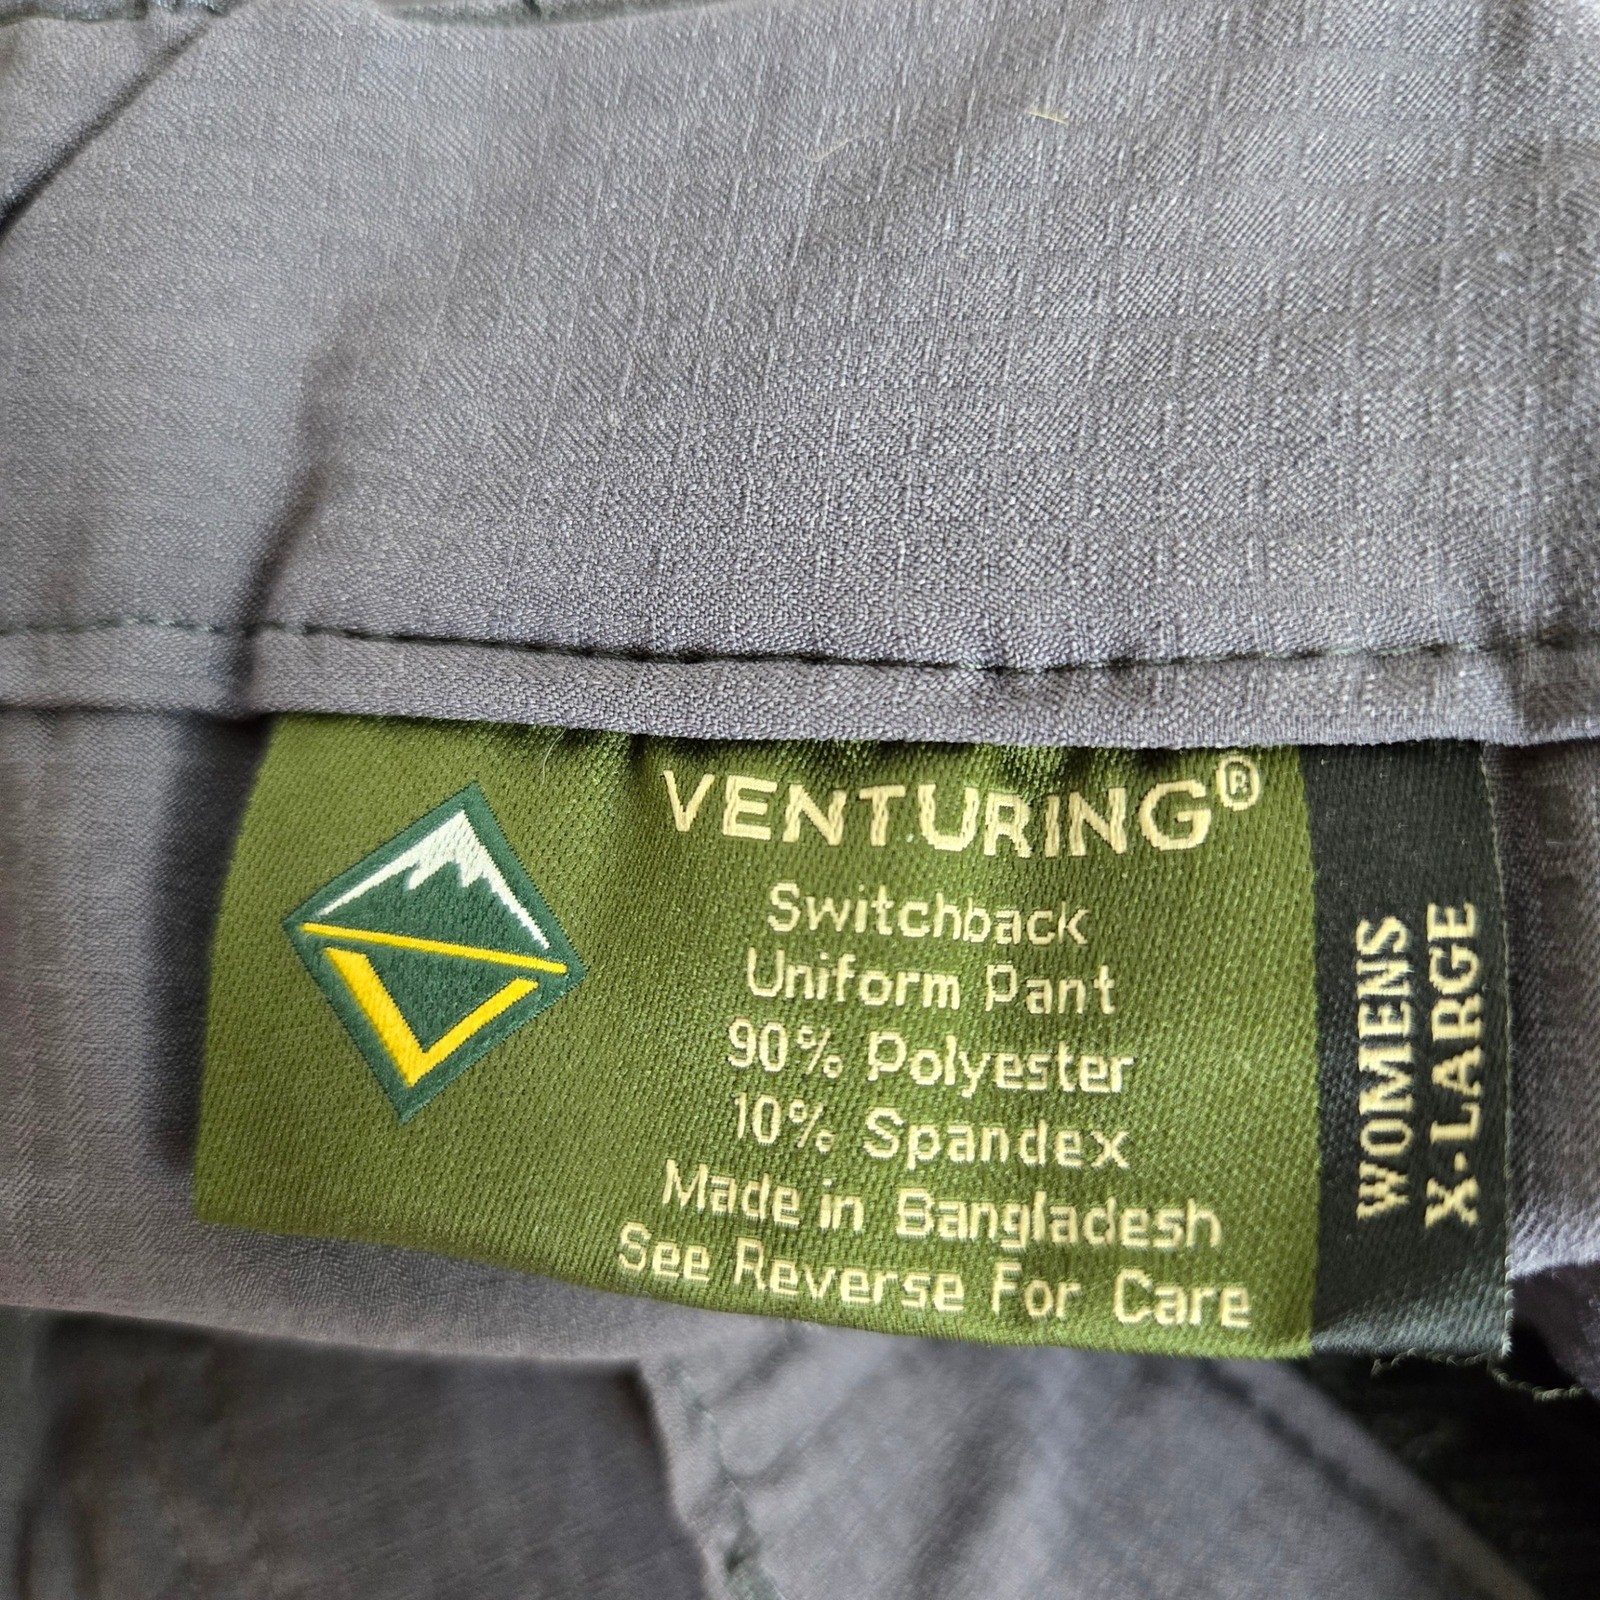 VENTURING®
Switchback
Uniform Pant
90% Polyester
10% Spandex
Made in Bangladesh
See Reverse For Care
WOMENS
X-LARGE